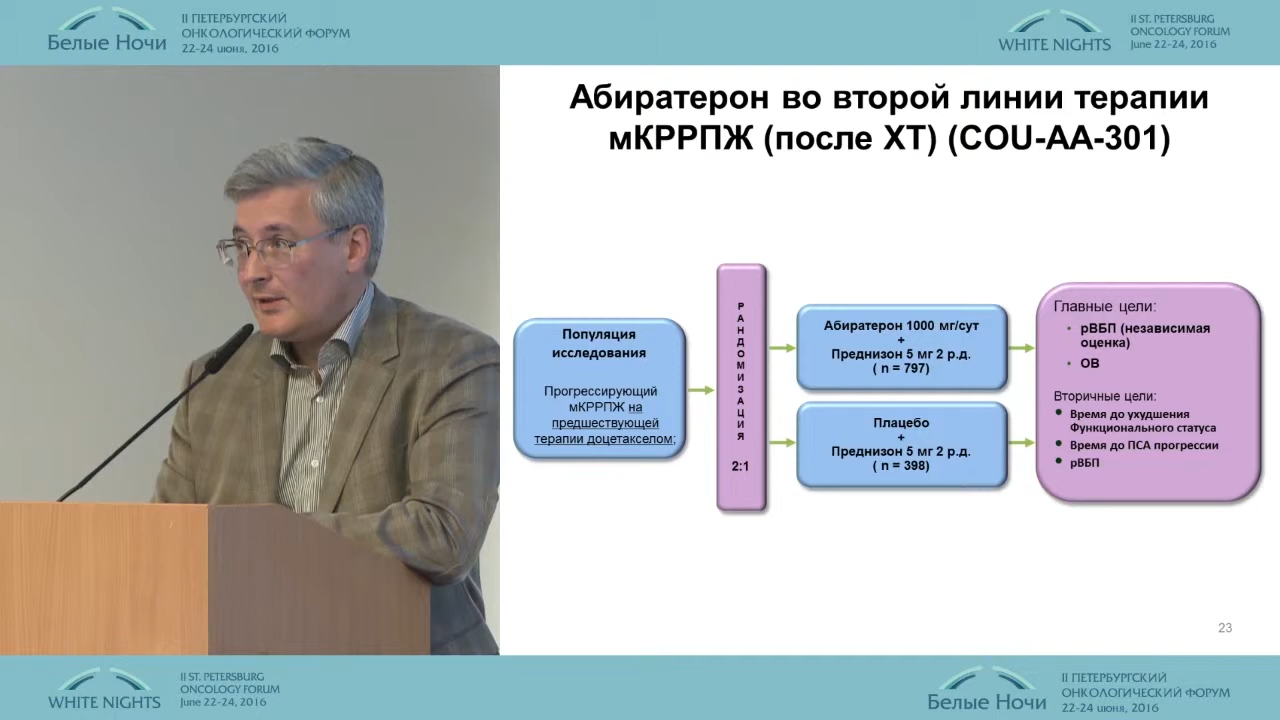 Белые Ночи
II ПЕТЕРБУРГСКИЙ
ОНКОЛОГИЧЕСКИЙ ФОРУМ
22-24 июня, 2016
WHITE NIGHTS
II ST. PETERSBURG
ONCOLOGY FORUM
June 22-24, 2016
Абиратерон во второй линии терапии
мКРРПЖ (после ХТ) (COU-AA-301)
Популяция
исследования
Прогрессирующий
мКРРПЖ на
предшествующей
терапии доцетакселом;
РАНДОМИЗАЦИЯ
2:1
Абиратерон 1000 мг/сут
+
Преднизон 5 мг 2 р.д.
( n = 797)
Плацебо
+
Преднизон 5 мг 2 р.д.
( n = 398)
Главные цели:
• рВБП (независимая
оценка)
• ОВ
Вторичные цели:
• Время до ухудшения
Функционального статуса
• Время до ПСА прогрессии
• рВБП
23
WHITE NIGHTS
II ST. PETERSBURG
ONCOLOGY FORUM
June 22-24, 2016
Белые Ночи
II ПЕТЕРБУРГСКИЙ
ОНКОЛОГИЧЕСКИЙ ФОРУМ
22-24 июня, 2016